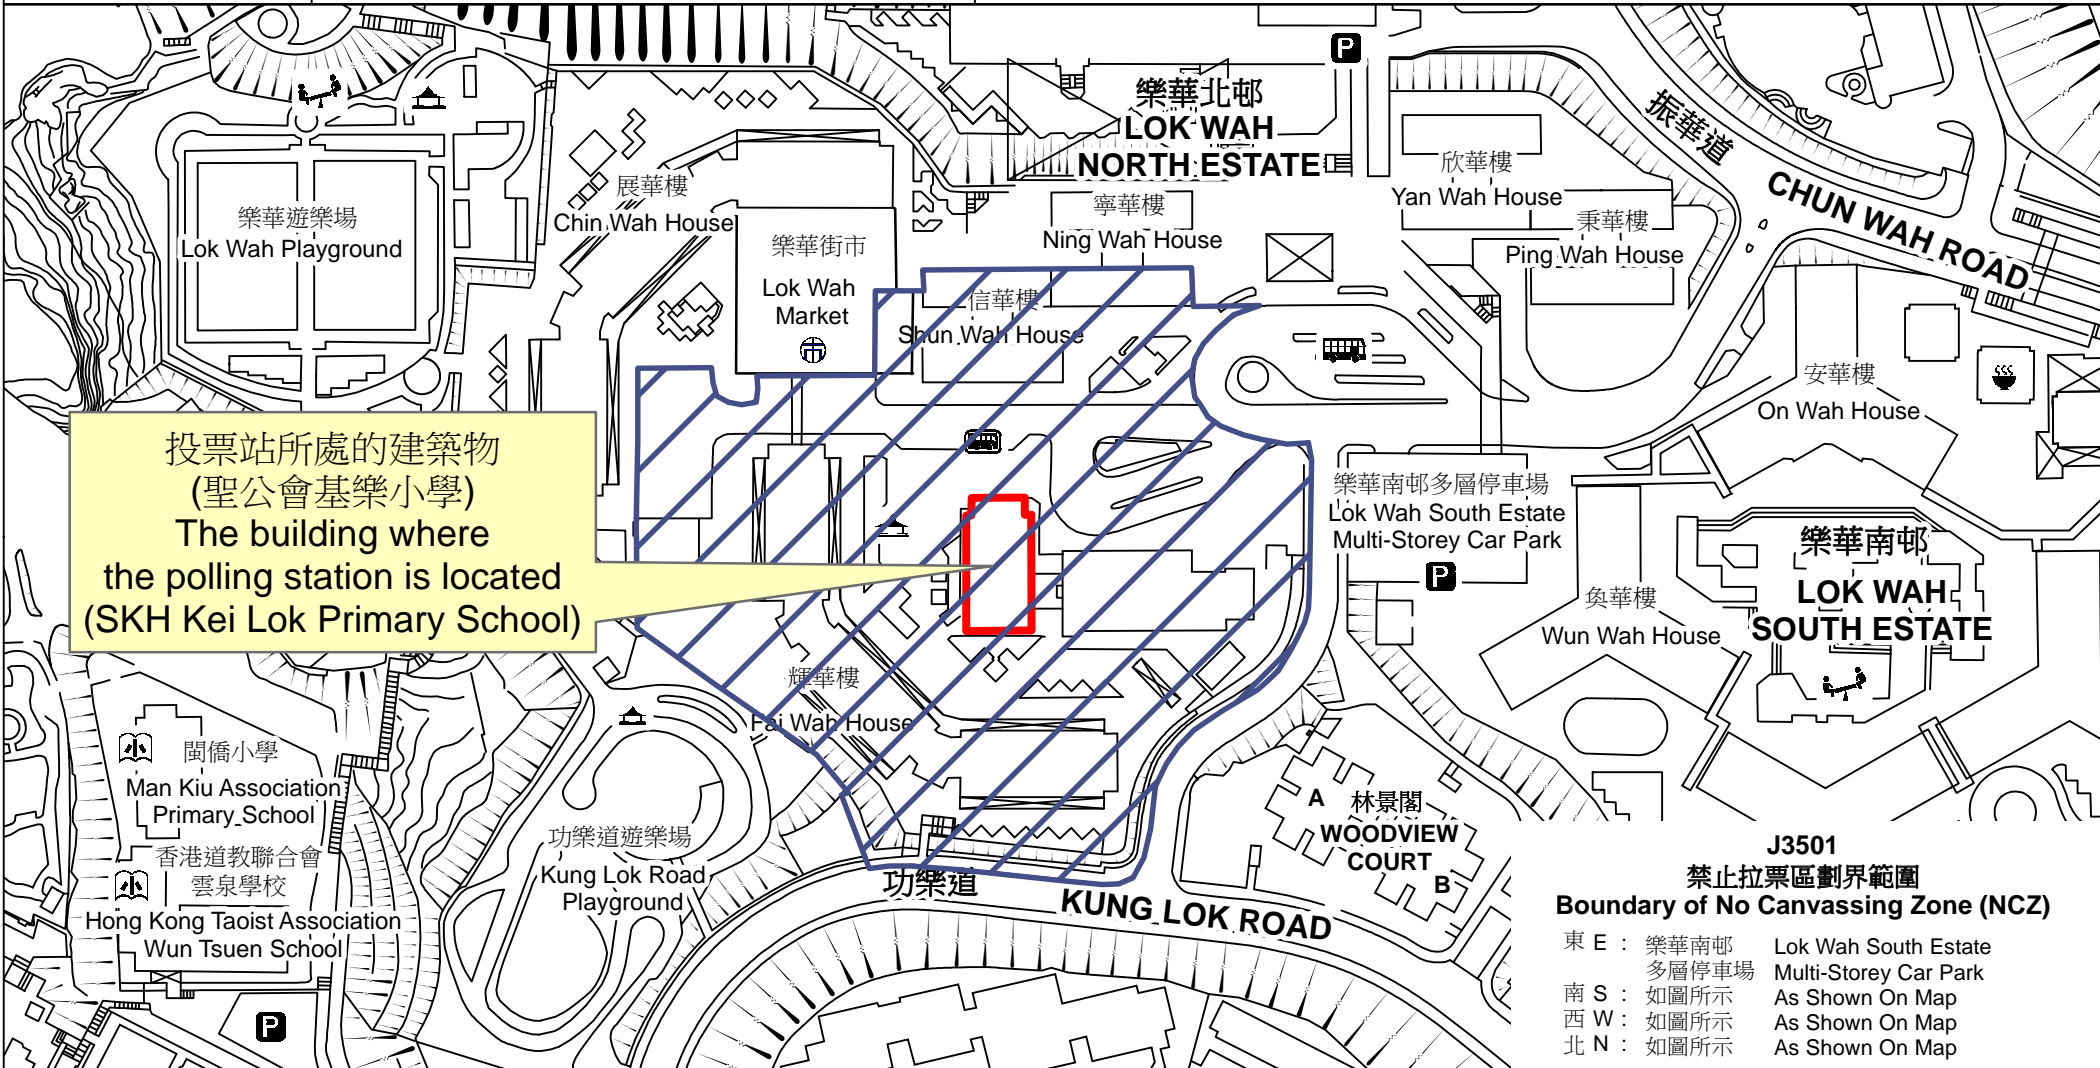 樂華北邨
LOK WAH
NORTH ESTATE
振華道
CHUN WAH ROAD
欣華樓
Yan Wah House
秉華樓
Ping Wah House
展華樓
Chin Wah House
寧華樓
Ning Wah House
樂華遊樂場
Lok Wah Playground
樂華街市
Lok Wah
Market
市
信華樓
Shun Wah House
安華樓
On Wah House
投票站所處的建築物
(聖公會基樂小學)
The building where
the polling station is located
(SKH Kei Lok Primary School)
樂華南邨多層停車場
Lok Wah South Estate
Multi-Storey Car Park
P
P
樂華南邨
LOK WAH
SOUTH ESTATE
奐華樓
Wun Wah House
輝華樓
Fai Wah House
小
閩僑小學
Man Kiu Association
Primary School
小
香港道教聯合會
雲泉學校
Hong Kong Taoist Association
Wun Tsuen School
P
功樂道遊樂場
Kung Lok Road
Playground
功樂道
KUNG LOK ROAD
A
林景閣
WOODVIEW
COURT
B
J3501
禁止拉票區劃界範圍
Boundary of No Canvassing Zone (NCZ)
東 E : 樂華南邨 Lok Wah South Estate
多層停車場 Multi-Storey Car Park
南 S : 如圖所示 As Shown On Map
西 W : 如圖所示 As Shown On Map
北 N : 如圖所示 As Shown On Map